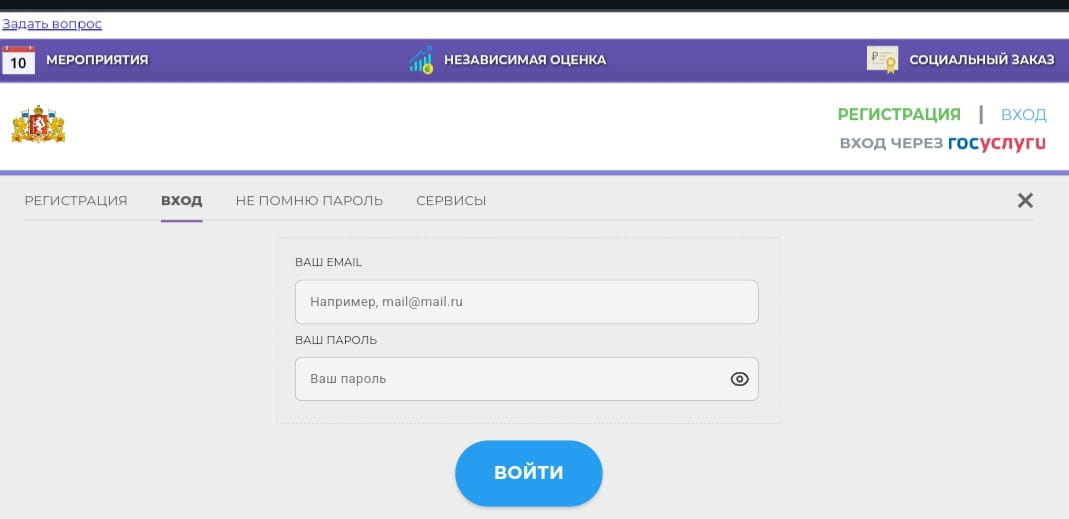 Задать вопрос
10 МЕРОПРИЯТИЯ НЕЗАВИСИМАЯ ОЦЕНКА СОЦИАЛЬНЫЙ ЗАКАЗ
РЕГИСТРАЦИЯ | ВХОД
ВХОД ЧЕРЕЗ госуслуги
РЕГИСТРАЦИЯ ВХОД НЕ ПОМНЮ ПАРОЛЬ СЕРВИСЫ
ВАШ EMAIL
Например, mail@mail.ru
ВАШ ПАРОЛЬ
Ваш пароль
ВОЙТИ